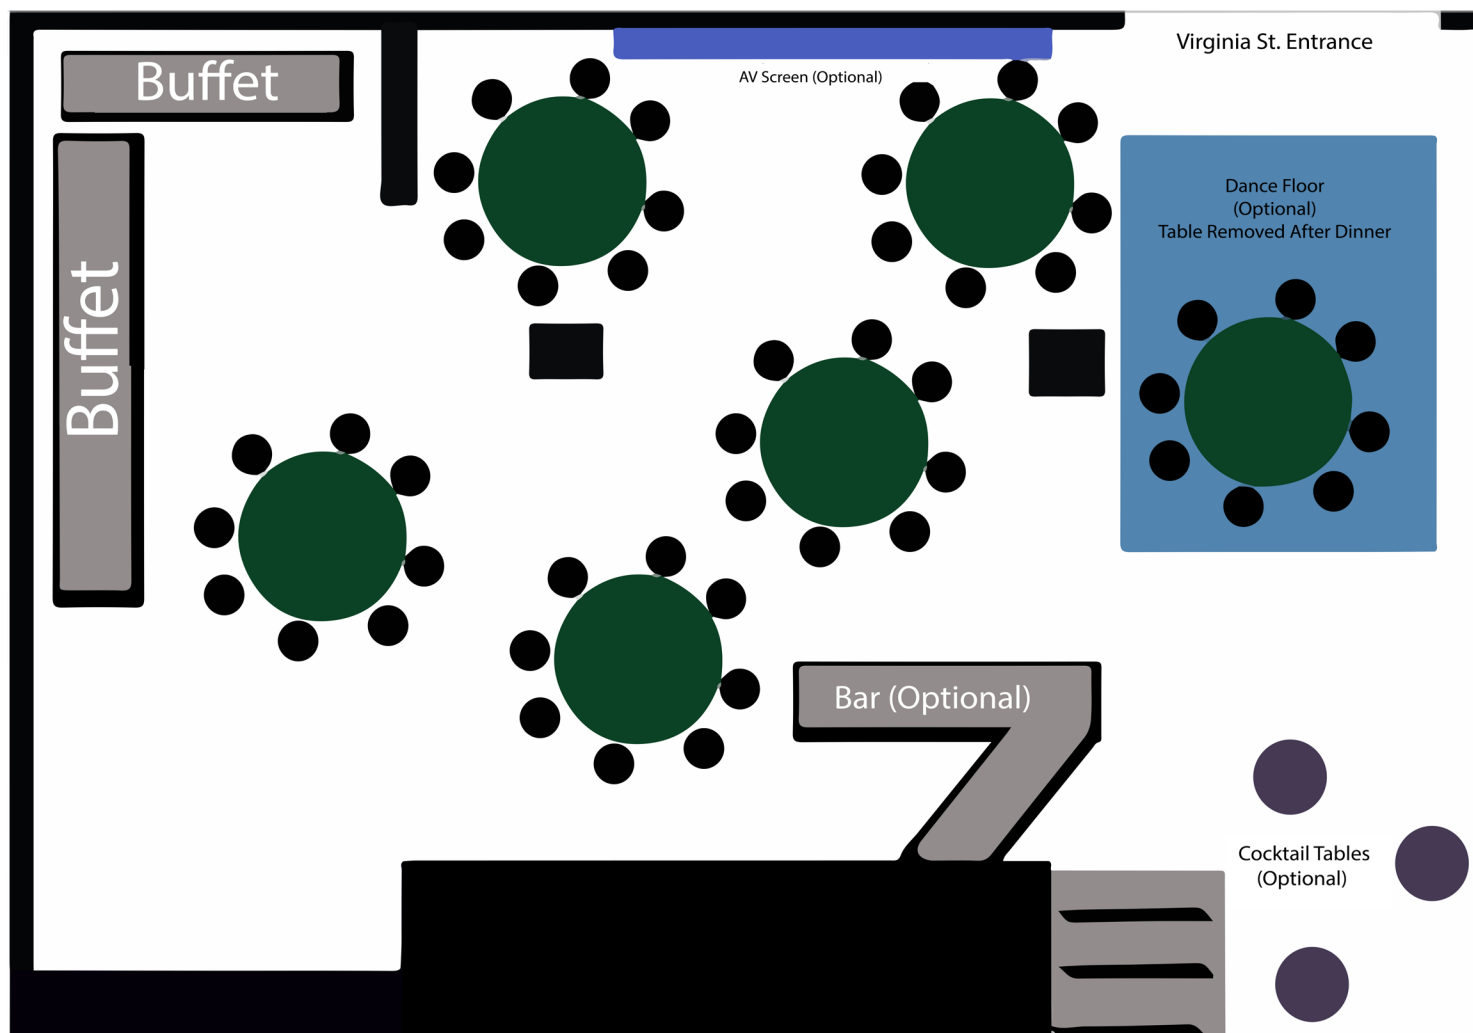 Virginia St. Entrance
Buffet
AV Screen (Optional)
Dance Floor
(Optional)
Table Removed After Dinner
Buffet
Bar (Optional)
Cocktail Tables
(Optional)